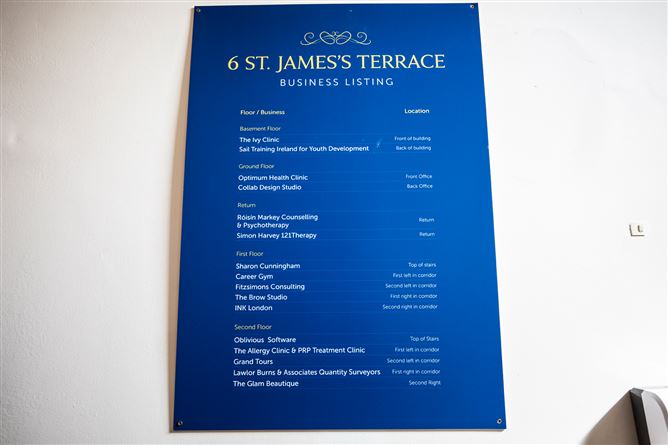 6 ST. JAMES'S TERRACE
BUSINESS LISTING
Floor / Business Location
Basement Floor
The Ivy Clinic Front of building
Sail Training Ireland for Youth Development Back of building
Ground Floor
Optimum Health Clinic Front Office
Collab Design Studio Back Office
Return
Róisín Markey Counselling
& Psychotherapy Return
Simon Harvey 121Therapy Return
First Floor
Sharon Cunningham Top of stairs
Career Gym First left in corridor
Fitzsimons Consulting Second left in corridor
The Brow Studio First right in corridor
INK London Second right in corridor
Second Floor
Oblivious Software Top of Stairs
The Allergy Clinic & PRP Treatment Clinic First left in corridor
Grand Tours Second left in corridor
Lawlor Burns & Associates Quantity Surveyors First right in corridor
The Glam Beautique Second Right